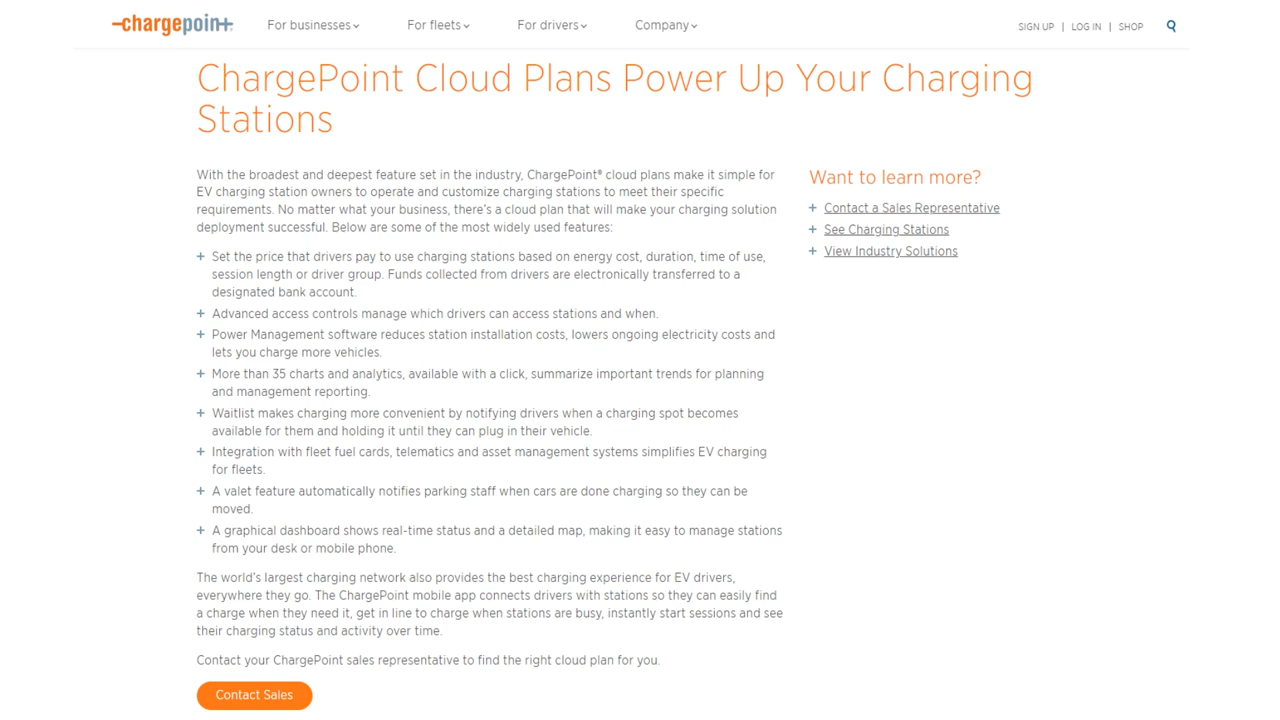 chargepoin+
For businesses
For fleets
For drivers
Company
SIGN UP | LOG IN | SHOP
ChargePoint Cloud Plans Power Up Your Charging
Stations
With the broadest and deepest feature set in the industry, ChargePoint® cloud plans make it simple for
EV charging station owners to operate and customize charging stations to meet their specific
requirements. No matter what your business, there's a cloud plan that will make your charging solution
deployment successful. Below are some of the most widely used features:
+ Set the price that drivers pay to use charging stations based on energy cost, duration, time of use,
session length or driver group. Funds collected from drivers are electronically transferred to a
designated bank account.
+ Advanced access controls manage which drivers can access stations and when.
+ Power Management software reduces station installation costs, lowers ongoing electricity costs and
lets you charge more vehicles.
+ More than 35 charts and analytics, available with a click, summarize important trends for planning
and management reporting.
+ Waitlist makes charging more convenient by notifying drivers when a charging spot becomes
available for them and holding it until they can plug in their vehicle.
+ Integration with fleet fuel cards, telematics and asset management systems simplifies EV charging
for fleets.
+ A valet feature automatically notifies parking staff when cars are done charging so they can be
moved.
+ A graphical dashboard shows real-time status and a detailed map, making it easy to manage stations
from your desk or mobile phone.
The world's largest charging network also provides the best charging experience for EV drivers,
everywhere they go. The ChargePoint mobile app connects drivers with stations so they can easily find
a charge when they need it, get in line to charge when stations are busy, instantly start sessions and see
their charging status and activity over time.
Contact your ChargePoint sales representative to find the right cloud plan for you.
Contact Sales
Want to learn more?
+ Contact a Sales Representative
+ See Charging Stations
+ View Industry Solutions